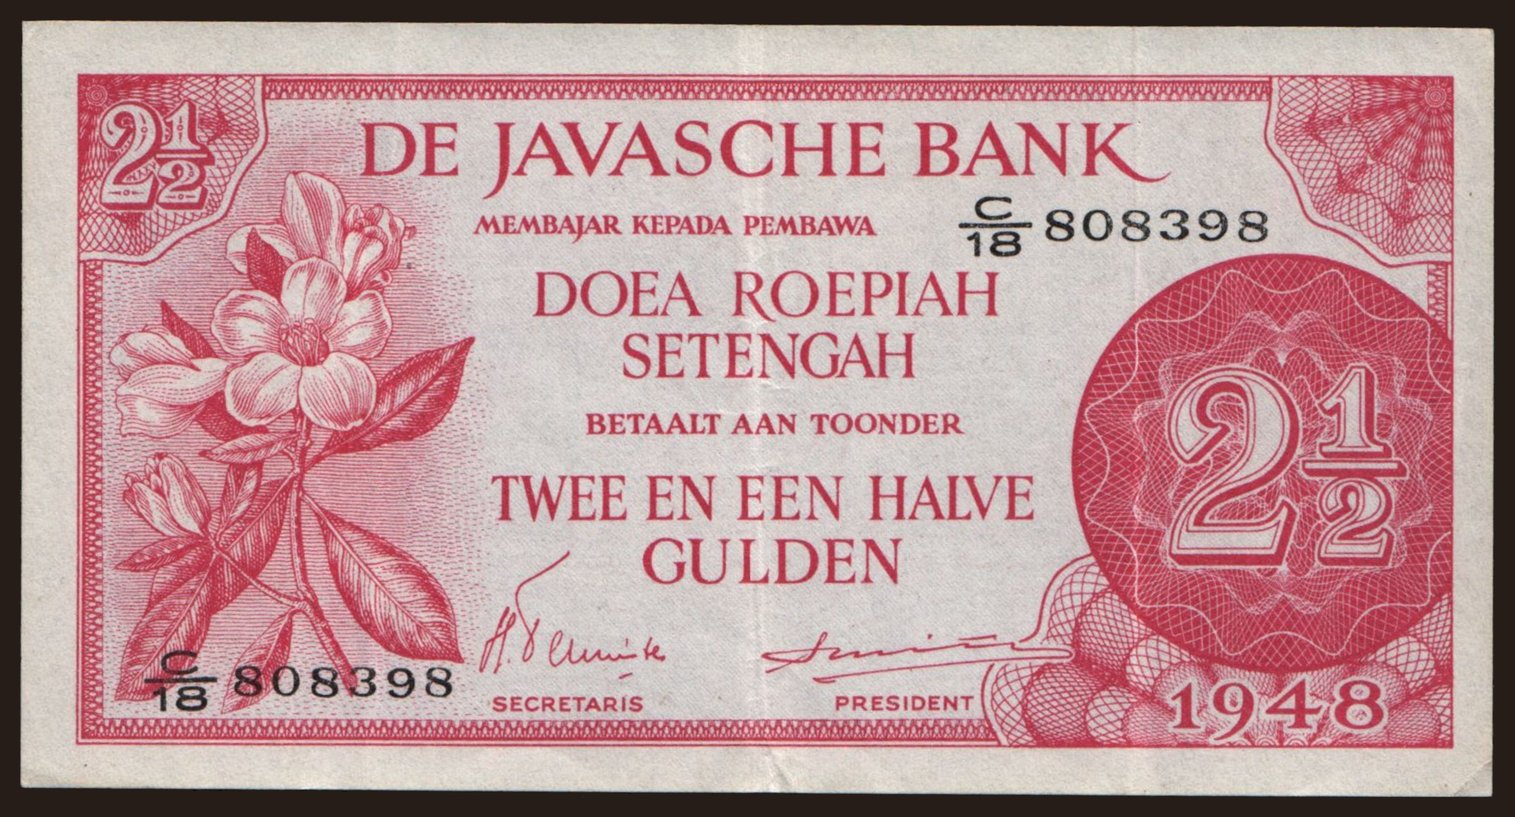 2½
DE JAVASCHE BANK
MEMBAJAR KEPADA PEMBAWA
C/18 808398
DOEA ROEPIAH
SETENGAH
BETAALT AAN TOONDER
2½
TWEE EN EEN HALVE
GULDEN
C/18 808398
SECRETARIS
PRESIDENT
1948